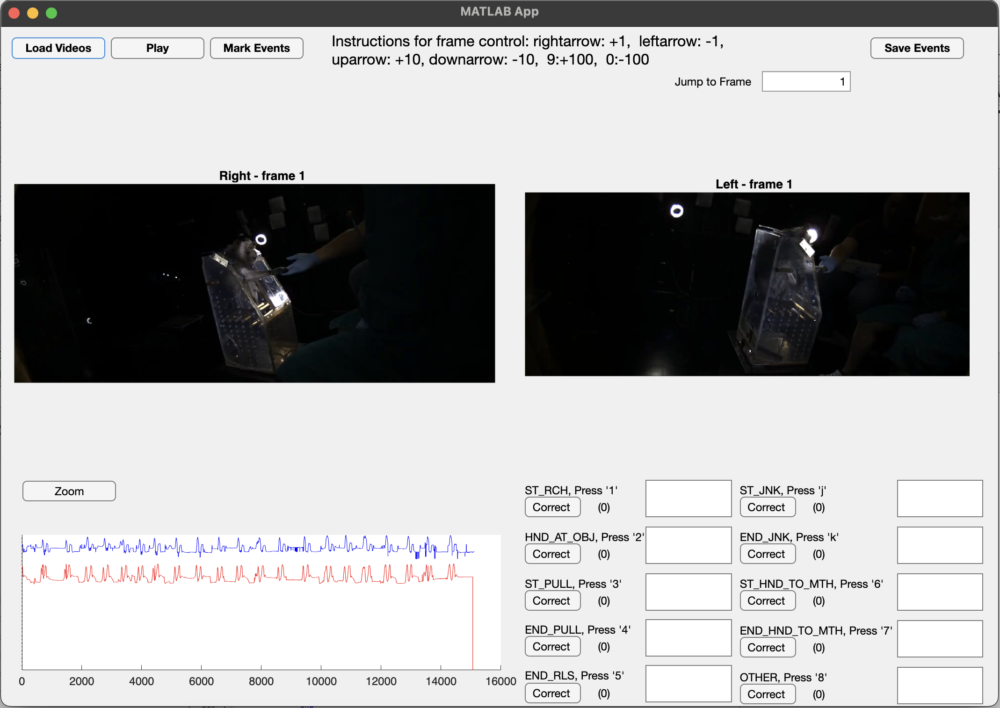 MATLAB App
Load Videos
Play
Mark Events
Instructions for frame control: rightarrow: +1,  leftarrow: -1,
uparrow: +10, downarrow: -10,  9:+100,  0:-100
Save Events
Jump to Frame
1
Right - frame 1
Left - frame 1
Zoom
0
2000
4000
6000
8000
10000
12000
14000
16000
ST_RCH, Press '1'
Correct
(0)
HND_AT_OBJ, Press '2'
Correct
(0)
ST_PULL, Press '3'
Correct
(0)
END_PULL, Press '4'
Correct
(0)
END_RLS, Press '5'
Correct
(0)
ST_JNK, Press 'j'
Correct
(0)
END_JNK, Press 'k'
Correct
(0)
ST_HND_TO_MTH, Press '6'
Correct
(0)
END_HND_TO_MTH, Press '7'
Correct
(0)
OTHER, Press '8'
Correct
(0)